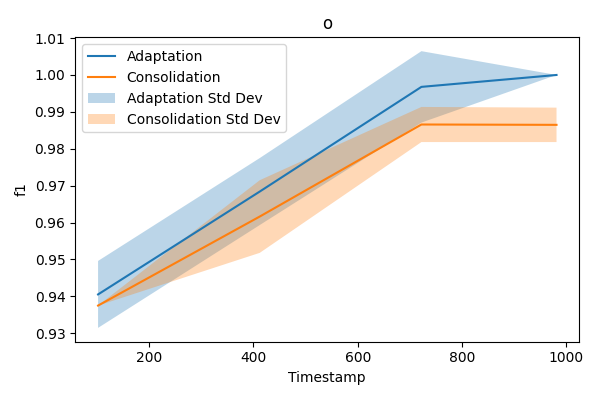 o
1.01
1.00
0.99
0.98
0.97
0.96
0.95
0.94
0.93
f1
Adaptation
Consolidation
Adaptation Std Dev
Consolidation Std Dev
200
400
600
800
1000
Timestamp